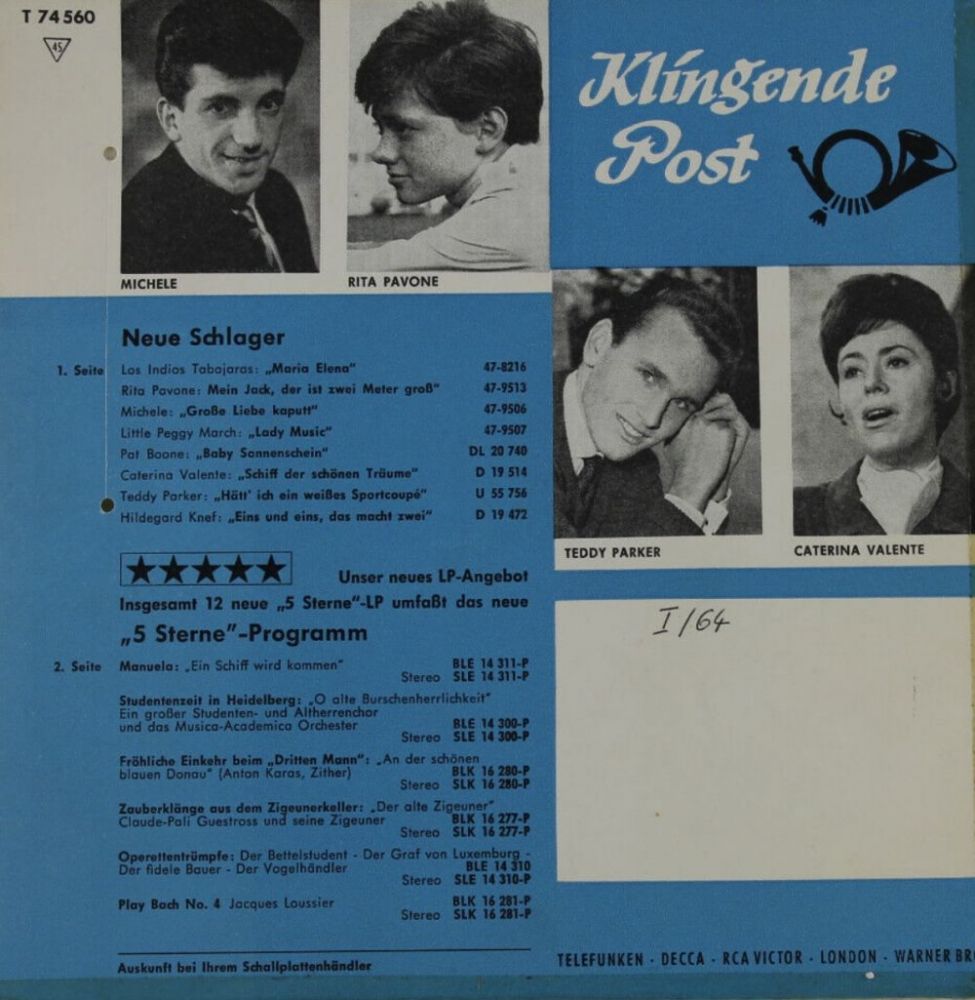 T 74 560
45
Klingende
Post
MICHELE
RITA PAVONE
Neue Schlager
1. Seite Los Indios Tabajaras: „Maria Elena“ 47-8216
Rita Pavone: Mein Jack, der ist zwei Meter groß“ 47-9513
Michele: „Große Liebe kaputt“ 47-9506
Little Peggy March: „Lady Music“ 47-9507
Pat Boone: „Baby Sonnenschein“ DL 20 740
Caterina Valente: „Schiff der schönen Träume“ D 19 514
Teddy Parker: „Hätt' ich ein weißes Sportcoupé“ U 55 756
Hildegard Knef: „Eins und eins, das macht zwei“ D 19 472
TEDDY PARKER
CATERINA VALENTE
Unser neues LP-Angebot
Insgesamt 12 neue „5 Sterne“-LP umfaßt das neue
„5 Sterne“-Programm
I/64
2. Seite Manuela: „Ein Schiff wird kommen“ BLE 14 311-P
Stereo SLE 14 311-P
Studentenzeit in Heidelberg: „O alte Burschenherrlichkeit“
Ein großer Studenten- und Altherrenchor
und das Musica-Academica Orchester BLE 14 300-P
Stereo SLE 14 300-P
Fröhliche Einkehr beim „Dritten Mann“: „An der schönen
blauen Donau“ (Anton Karas, Zither) BLK 16 280-P
Stereo SLK 16 280-P
Zauberklänge aus dem Zigeunerkeller: „Der alte Zigeuner“
Claude-Pali Guestross und seine Zigeuner BLK 16 277-P
Stereo SLK 16 277-P
Operettentrümpfe: Der Bettelstudent - Der Graf von Luxemburg -
Der fidele Bauer - Der Vogelhändler BLE 14 310
Stereo SLE 14 310-P
Play Bach No. 4 Jacques Loussier BLK 16 281-P
Stereo SLK 16 281-P
Auskunft bei Ihrem Schallplattenhändler
TELEFUNKEN · DECCA · RCA VICTOR · LONDON · WARNER BR